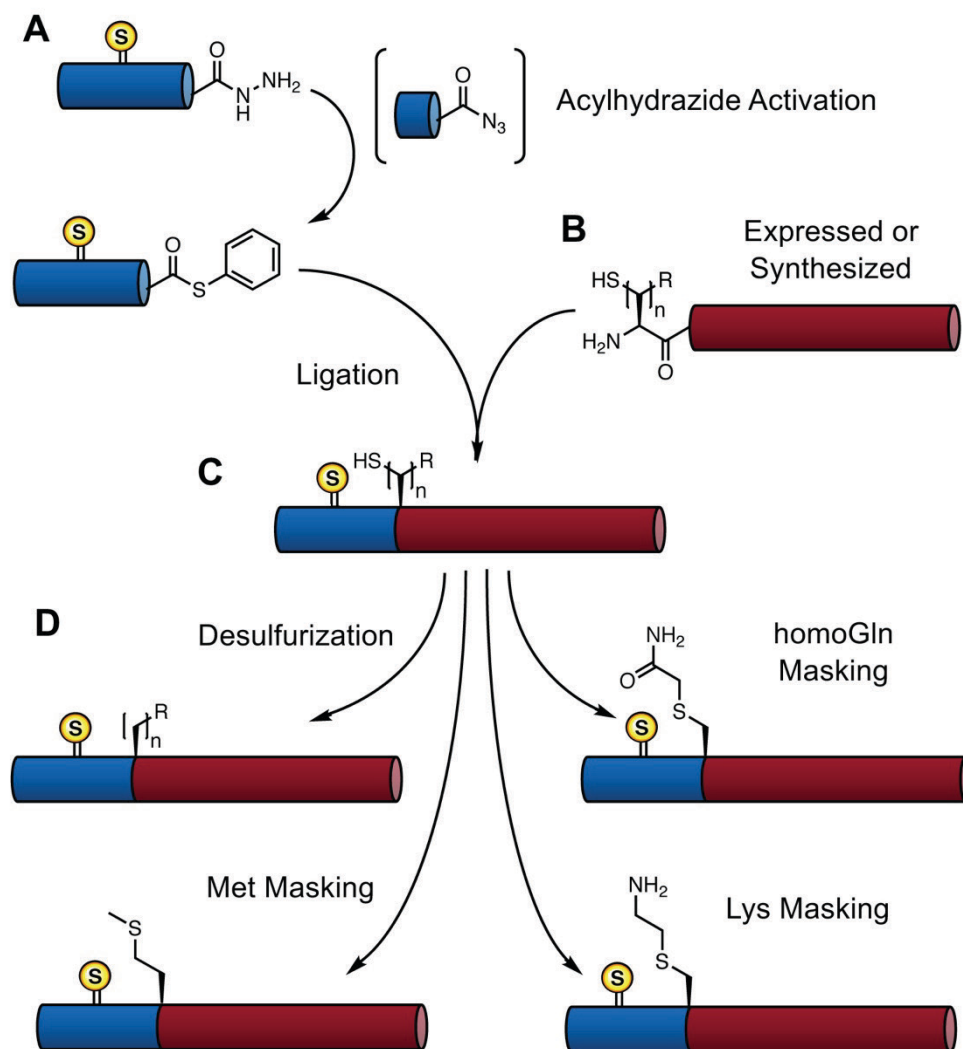 A
S
O
N
H
NH₂
O
N₃
Acylhydrazide Activation
S
O
S
B
Expressed or
Synthesized
HS
R
n
H₂N
O
Ligation
C
S
HS
R
n
D
Desulfurization
homoGln
Masking
NH₂
O
S
S
R
n
S
Met Masking
Lys Masking
NH₂
S
S
S
S